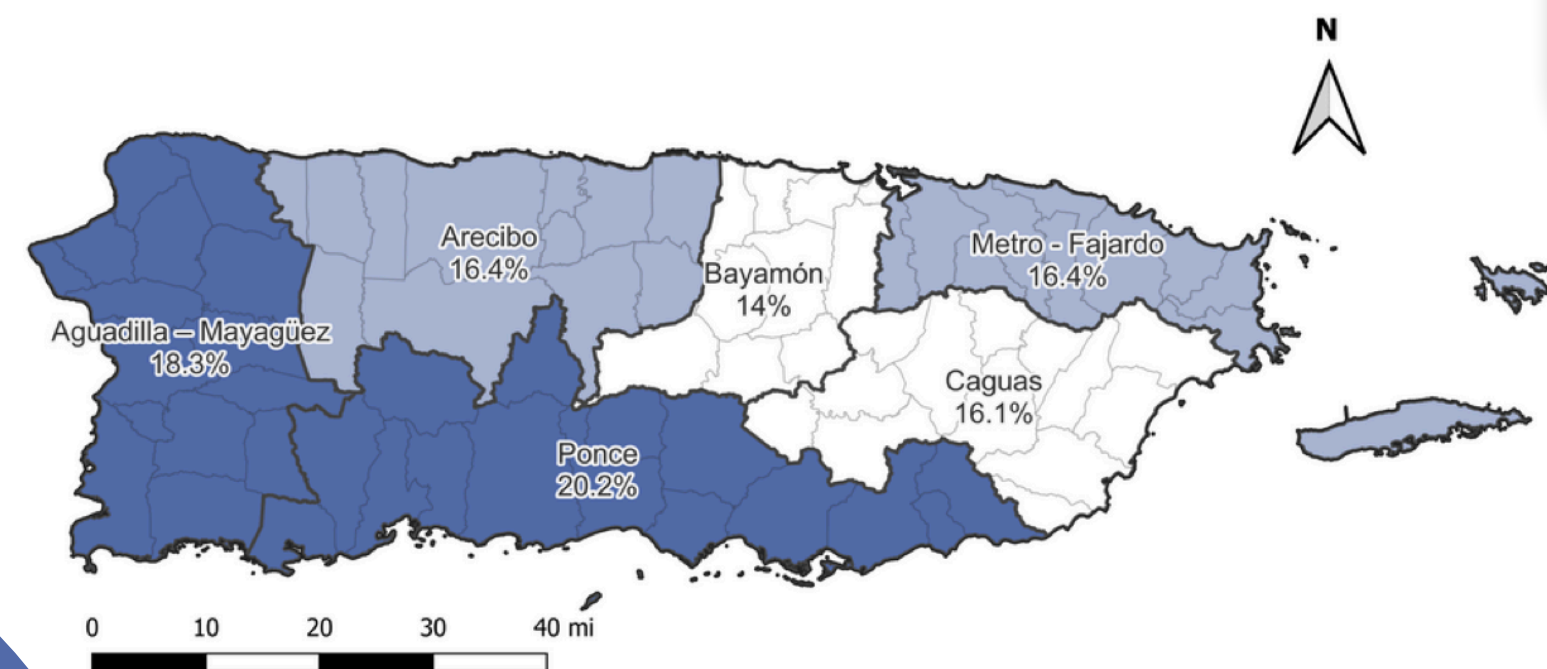 N
Arecibo
16.4%
Metro - Fajardo
16.4%
Bayamón
14%
Aguadilla – Mayagüez
18.3%
Caguas
16.1%
Ponce
20.2%
0 10 20 30 40 mi